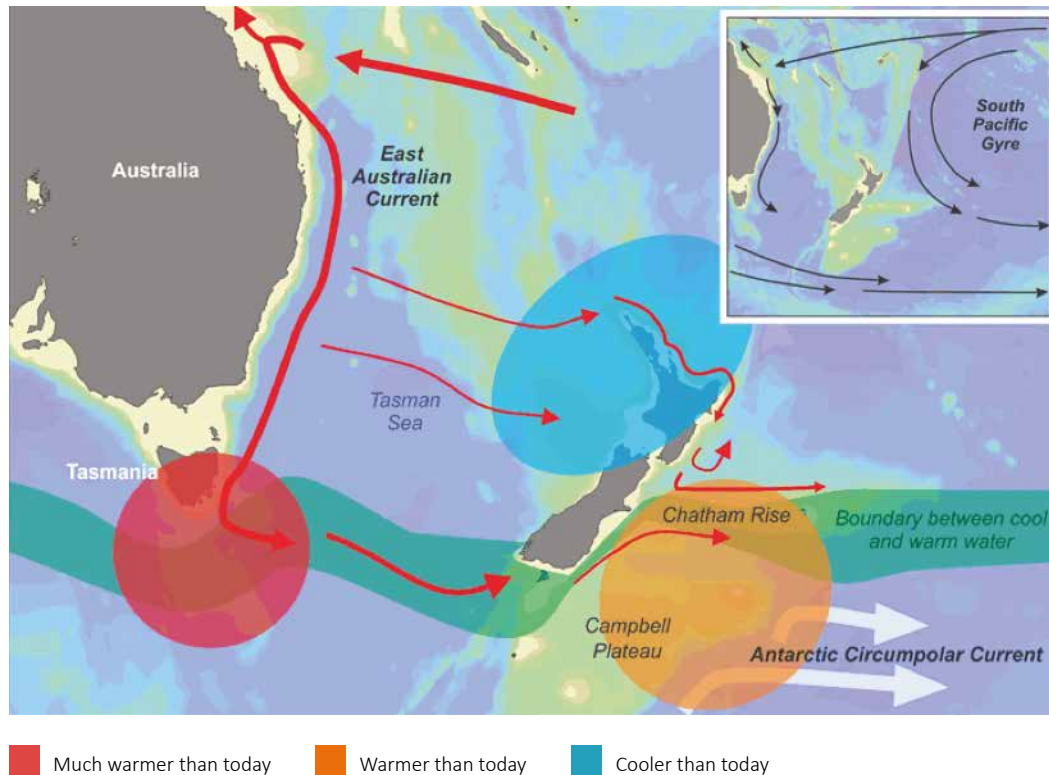 Australia
East
Australian
Current
South
Pacific
Gyre
Tasman
Sea
Tasmania
Chatham Rise
Boundary between cool
and warm water
Campbell
Plateau
Antarctic Circumpolar Current
Much warmer than today
Warmer than today
Cooler than today